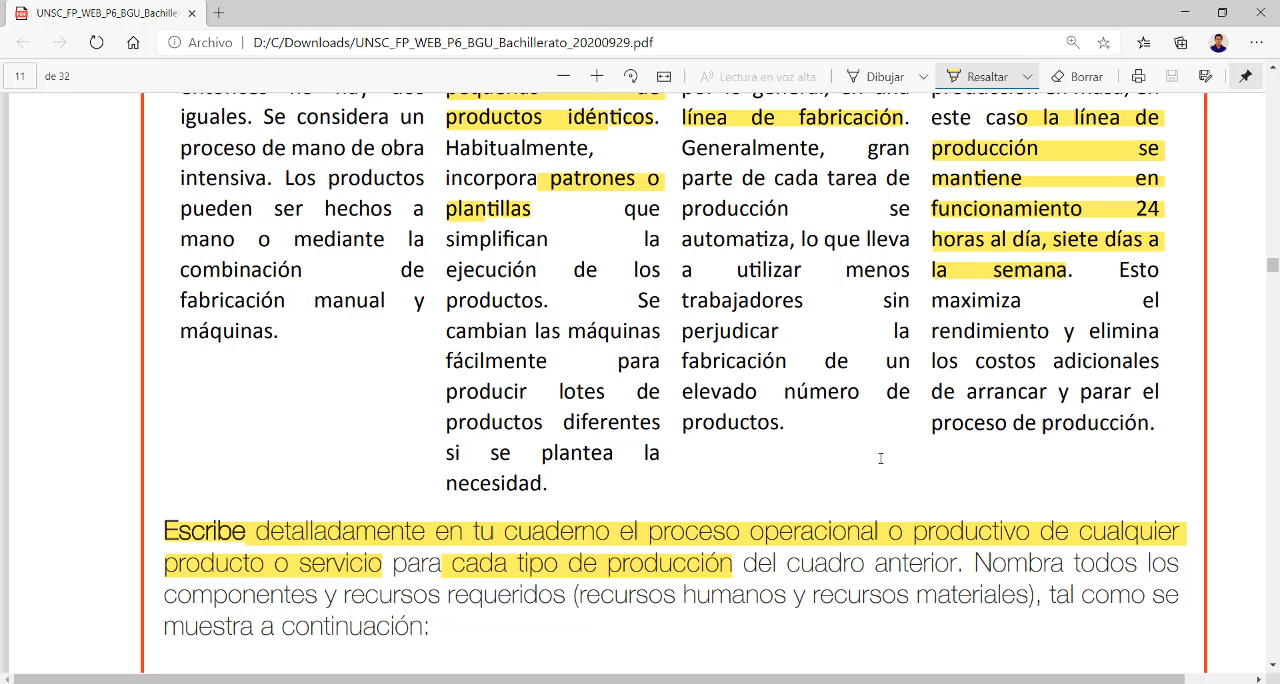 UNSC_FP_WEB_P6_BGU_Bachille
Archivo D:/C/Downloads/UNSC_FP_WEB_P6_BGU_Bachillerato_20200929.pdf
11 de 32 Lectura en voz alta Dibujar Resaltar Borrar
iguales. Se considera un
proceso de mano de obra
intensiva. Los productos
pueden ser hechos a
mano o mediante la
combinación de
fabricación manual y
máquinas.
productos idénticos.
Habitualmente,
incorpora patrones o
plantillas que
simplifican la
ejecución de los
productos. Se
cambian las máquinas
fácilmente para
producir lotes de
productos diferentes
si se plantea la
necesidad.
línea de fabricación.
Generalmente, gran
parte de cada tarea de
producción se
automatiza, lo que lleva
a utilizar menos
trabajadores sin
perjudicar la
fabricación de un
elevado número de
productos.
este caso la línea de
producción se
mantiene en
funcionamiento 24
horas al día, siete días a
la semana. Esto
maximiza el
rendimiento y elimina
los costos adicionales
de arrancar y parar el
proceso de producción.
Escribe detalladamente en tu cuaderno el proceso operacional o productivo de cualquier
producto o servicio para cada tipo de producción del cuadro anterior. Nombra todos los
componentes y recursos requeridos (recursos humanos y recursos materiales), tal como se
muestra a continuación: